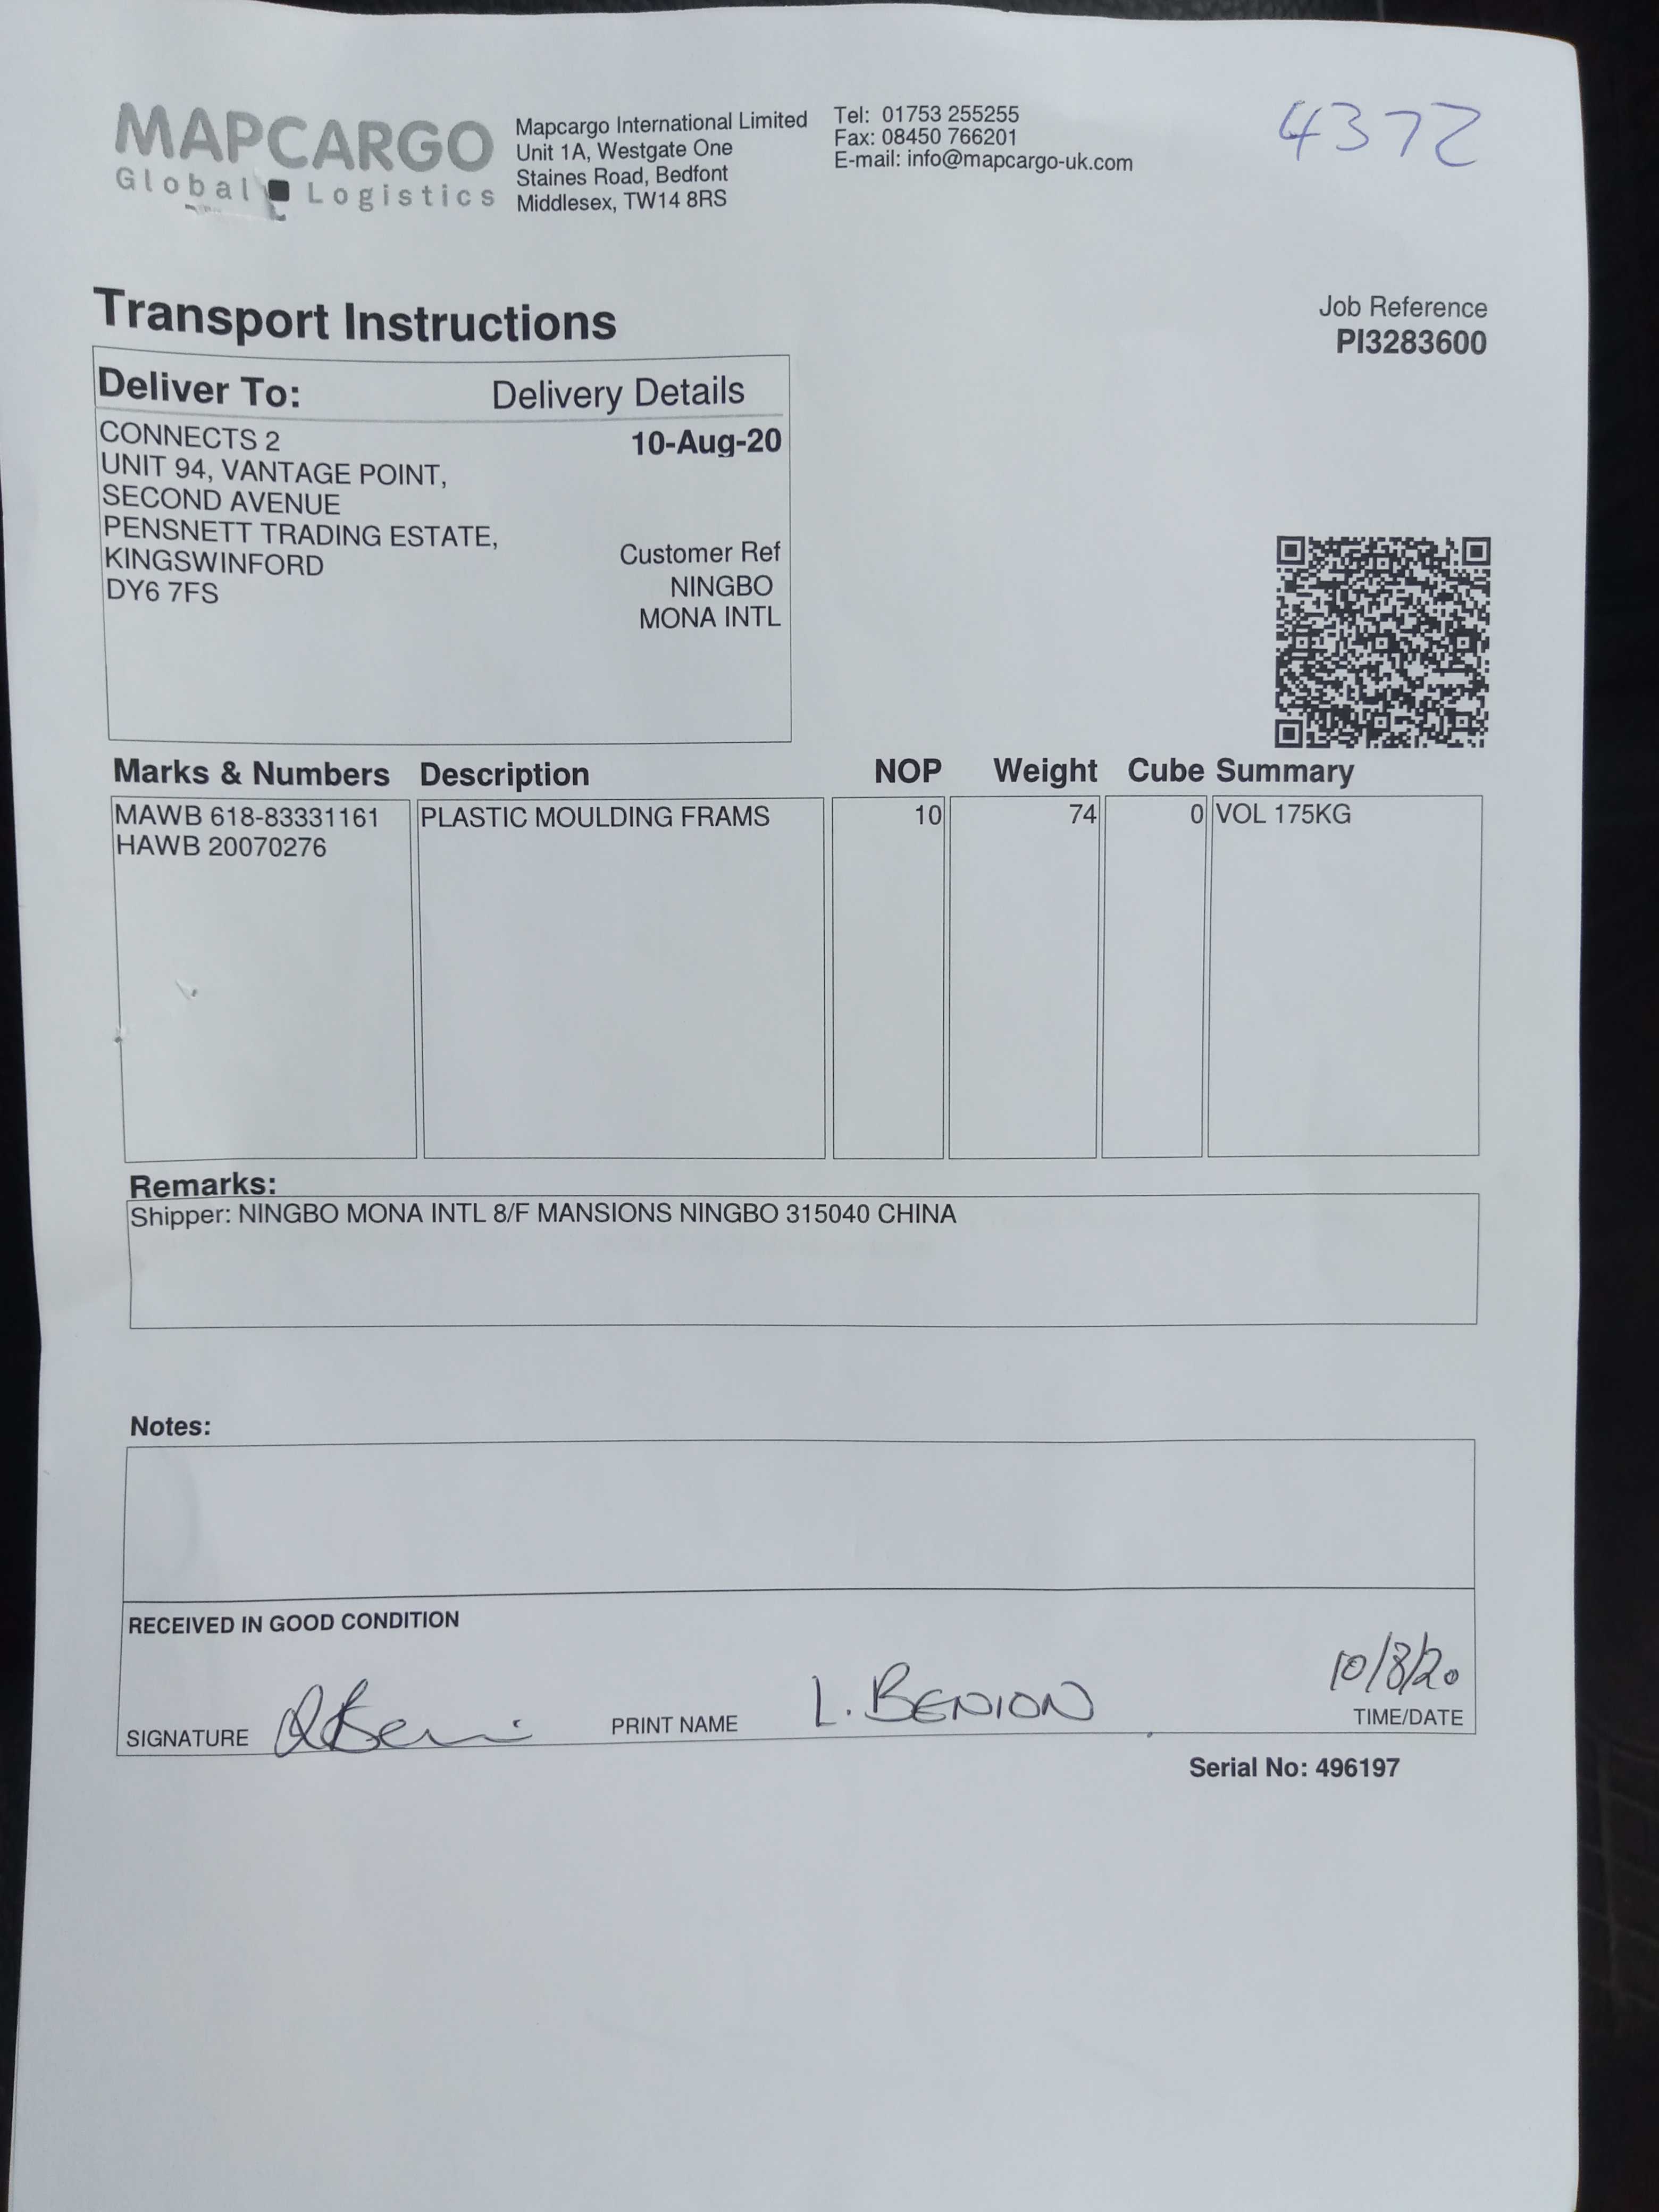 MAPCARGO
Global Logistics
Mapcargo International Limited
Unit 1A, Westgate One
Staines Road, Bedfont
Middlesex, TW14 8RS
Tel: 01753 255255
Fax: 08450 766201
E-mail: info@mapcargo-uk.com
4372
Transport Instructions
Job Reference
PI3283600
Deliver To: Delivery Details
CONNECTS 2 10-Aug-20
UNIT 94, VANTAGE POINT,
SECOND AVENUE
PENSNETT TRADING ESTATE,
KINGSWINFORD
DY6 7FS
Customer Ref
NINGBO
MONA INTL
Marks & Numbers Description NOP Weight Cube Summary
MAWB 618-83331161 PLASTIC MOULDING FRAMS 10 74 0 VOL 175KG
HAWB 20070276
Remarks:
Shipper: NINGBO MONA INTL 8/F MANSIONS NINGBO 315040 CHINA
Notes:
RECEIVED IN GOOD CONDITION
SIGNATURE PRINT NAME L. BENION 10/8/20
TIME/DATE
Serial No: 496197